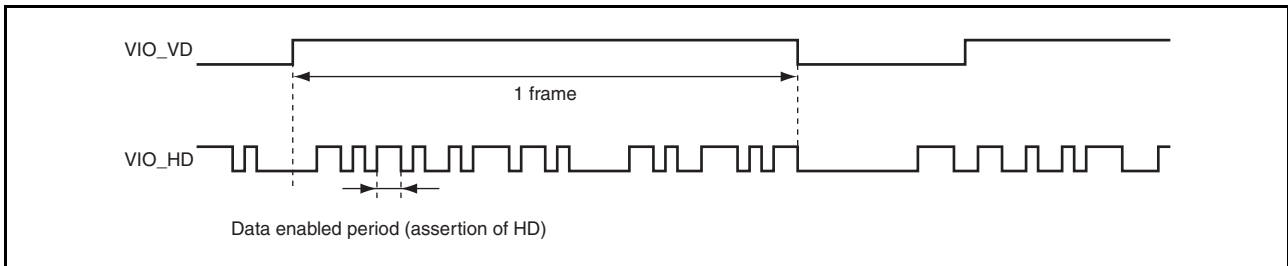 VIO_VD
1 frame
VIO_HD
Data enabled period (assertion of HD)